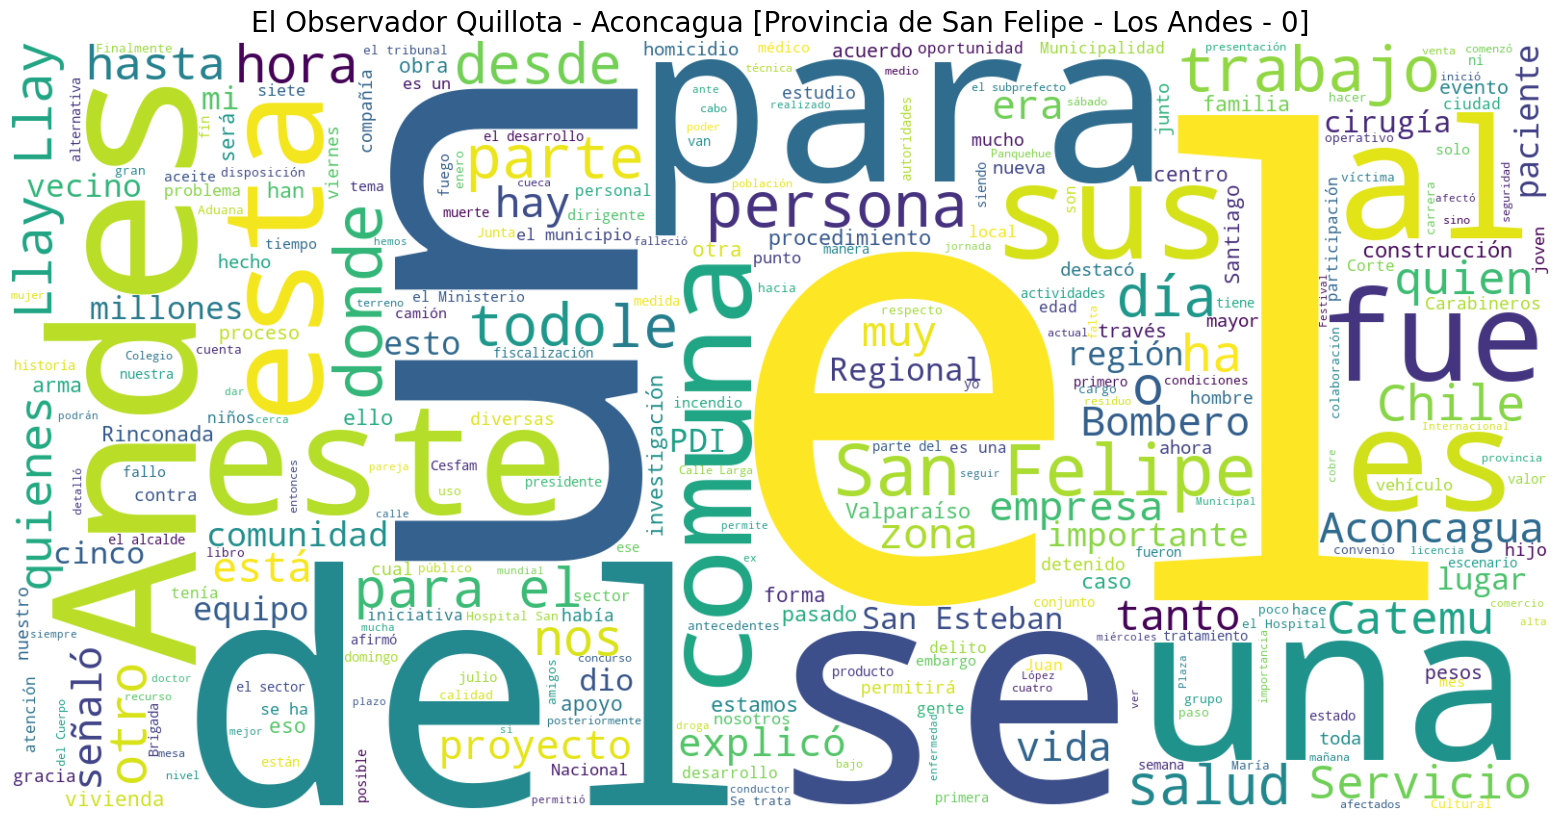 El Observador Quillota - Aconcagua [Provincia de San Felipe - Los Andes - 0]
Finalmente
hasta
hora
siete
el tribunal
obra
es un
desde
homicidio
médico
técnica
acuerdo
oportunidad
medio
Municipalidad
trabajo
presentación
venta
comenzó
ni
inició
evento
ciudad
hacer
familia
Llay Llay
alternativa
mi
fin
será
compañía
estudio
ante
cabo
realizado
poder
van
para
el subprefecto
sábado
era
mucho
junto
cirugía
operativo
solo
paciente
gran
aceite
disposición
vecino
problema
han
viernes
tema
Aduana
tiempo
hecho
esta
Andes
fuego
enero
el desarrollo
parte
cueca
hay
personal
muerte
dirigente
Junta
el municipio
falleció
población
autoridades
persona
procedimiento
manera
jornada
otra
punto
local
siendo
Panquehue
nueva
son
centro
sus
Santiago
víctima
afectó
sino
carrera
seguridad
al
construcción
participación
joven
mujer
millones
donde
hemos
terreno
el Ministerio
camión
medida
hacia
un
todo
le
esto
fiscalización
comuna
respecto
muy
Regional
yo
destacó
actividades
edad
falta
actual
día
tiene
través
mayor
región
ha
primero
condiciones
cargo
residuo
hombre
o
Bombero
Festival
Corte
quien
Carabineros
fue
colaboración
Chile
Internacional
es
provincia
cobre
valor
vehículo
proceso
historia
Colegio
cuenta
nuestra
arma
dar
podrán
niños
cerca
ello
Rinconada
fallo
contra
detalló
quienes
este
entonces
pareja
diversas
Cesfam
uso
presidente
calle
investigación
incendio
PDI
Calle Larga
el
parte del
es una
seguir
ahora
San Felipe
Municipal
empresa
Valparaíso
zona
importante
fueron
Aconcagua
convenio
licencia
hijo
escenario
cinco
el alcalde
libro
comunidad
está
tenía
ese
cual
público
mundial
ex
permite
detenido
caso
lugar
equipo
para el
sector
iniciativa
Hospital San
había
mucha
afirmó
forma
pasado
antecedentes
San Esteban
conjunto
tanto
poco
hace
el Hospital
miércoles
tratamiento
Catemu
comercio
alta
nuestro
siempre
señaló
otro
doctor
recurso
atención
del Cuerpo
Brigada
mesa
nivel
gracia
vivienda
del
domingo
el sector
se ha
eso
mejor
están
plazo
posible
julio
calidad
si
nos
amigos
concurso
dio
apoyo
posteriormente
proyecto
Nacional
permitió
estamos
nosotros
droga
explicó
desarrollo
bajo
conductor
Se trata
se
producto
delito
embargo
permitirá
gente
enfermedad
primera
Juan
López
cuatro
vida
ver
Plaza
grupo
paso
importancia
una
semana
María
salud
pesos
mes
estado
toda
mañana
Servicio
afectados
Cultural